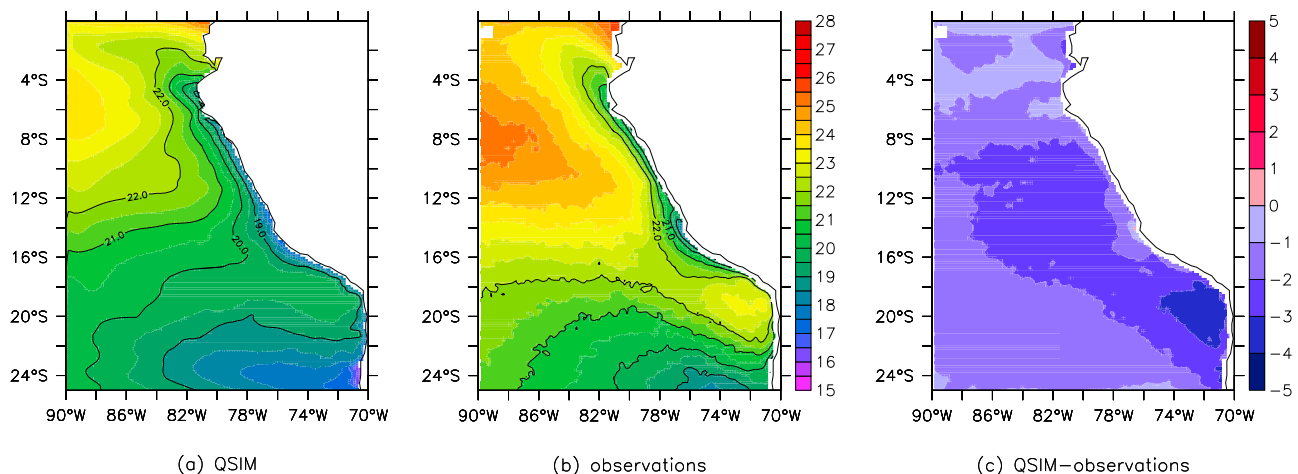 4°S
8°S
12°S
16°S
20°S
24°S
90°W 86°W 82°W 78°W 74°W 70°W
22.0
22.0
21.0
20.0
19.0
(a) QSIM
4°S
8°S
12°S
16°S
20°S
24°S
90°W 86°W 82°W 78°W 74°W 70°W
22.0
21.0
(b) observations
28
27
26
25
24
23
22
21
20
19
18
17
16
15
4°S
8°S
12°S
16°S
20°S
24°S
90°W 86°W 82°W 78°W 74°W 70°W
(c) QSIM−observations
5
4
3
2
1
0
−1
−2
−3
−4
−5